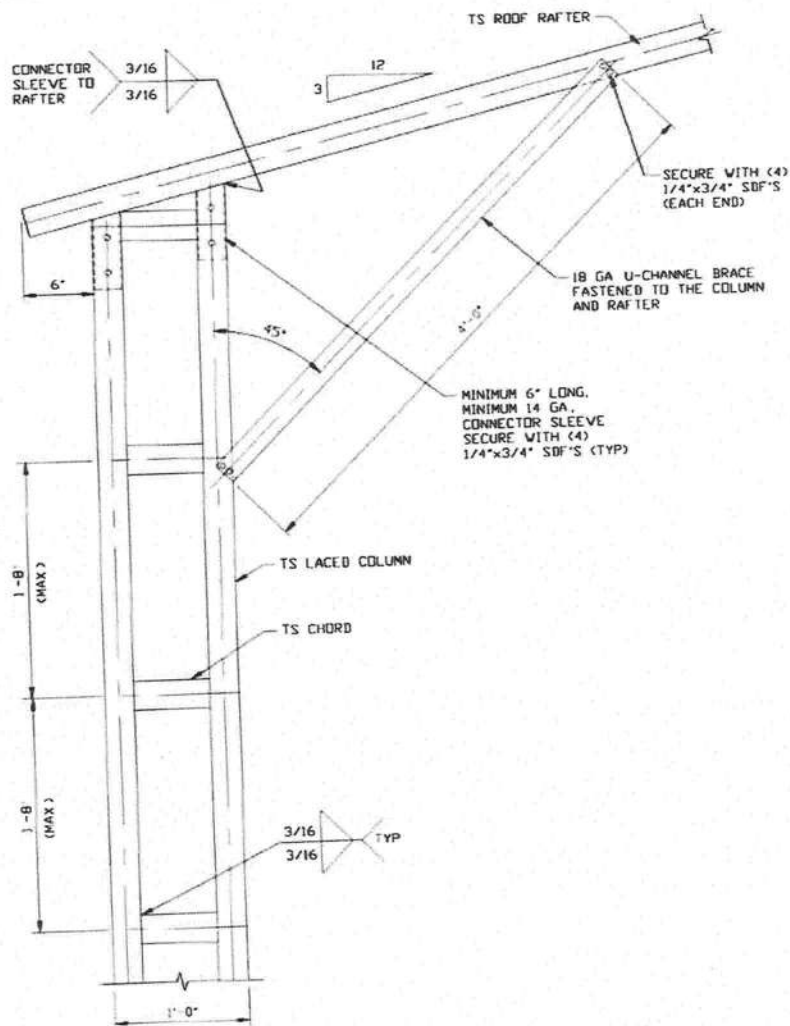 TS ROOF RAFTER
CONNECTOR
SLEEVE TO
RAFTER
3/16
3/16
12
3
SECURE WITH (4)
1/4"x3/4" SDF'S
(EACH END)
6"
18 GA U-CHANNEL BRACE
FASTENED TO THE COLUMN
AND RAFTER
45°
4'-0"
MINIMUM 6" LONG,
MINIMUM 14 GA,
CONNECTOR SLEEVE
SECURE WITH (4)
1/4"x3/4" SDF'S (TYP)
1'-8"
(MAX)
TS LACED COLUMN
TS CHORD
1'-8"
(MAX)
3/16
3/16
TYP
1'-0"